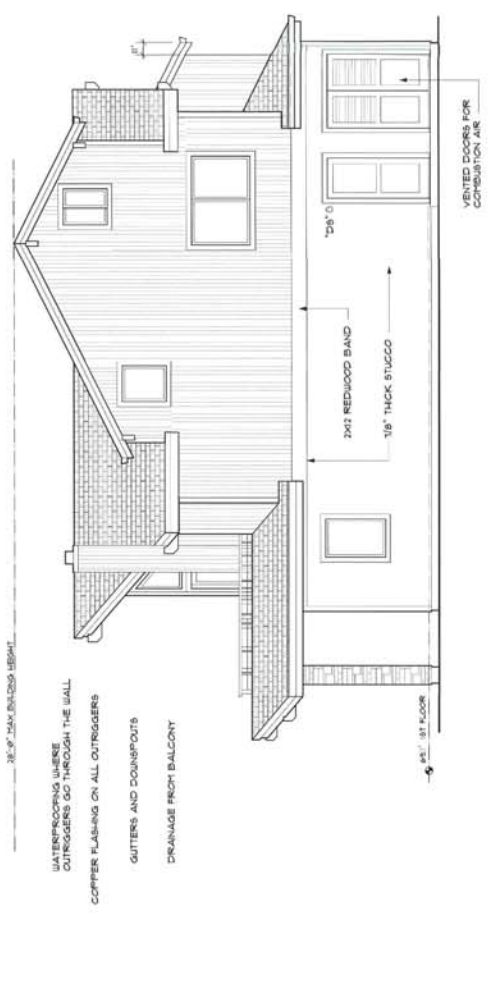 28'-0" MAX BUILDING HEIGHT
WATERPROOFING WHERE
OUTRIGGERS GO THROUGH THE WALL
COPPER FLASHING ON ALL OUTRIGGERS
GUTTERS AND DOWNSPOUTS
DRAINAGE FROM BALCONY
2X12 REDWOOD BAND
7/8" THICK STUCCO
"DS" O
VENTED DOORS FOR
COMBUSTION AIR
1ST FLOOR